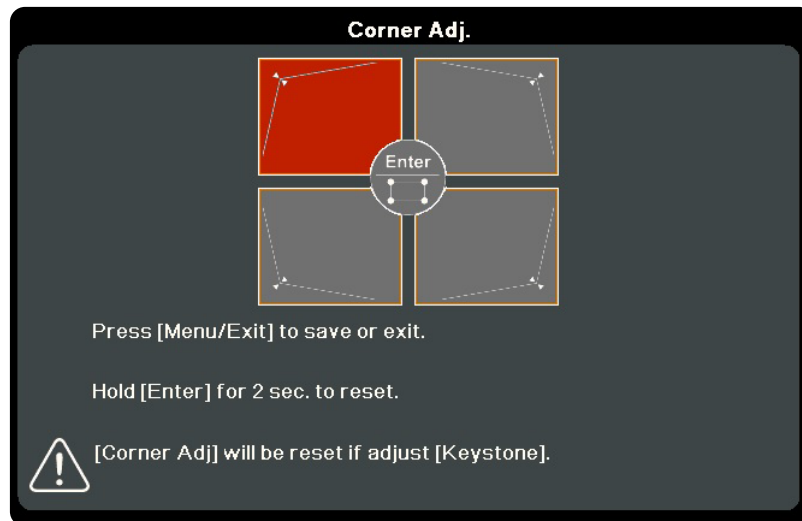 Corner Adj.
Enter
Press [Menu/Exit] to save or exit.
Hold [Enter] for 2 sec. to reset.
[Corner Adj] will be reset if adjust [Keystone].